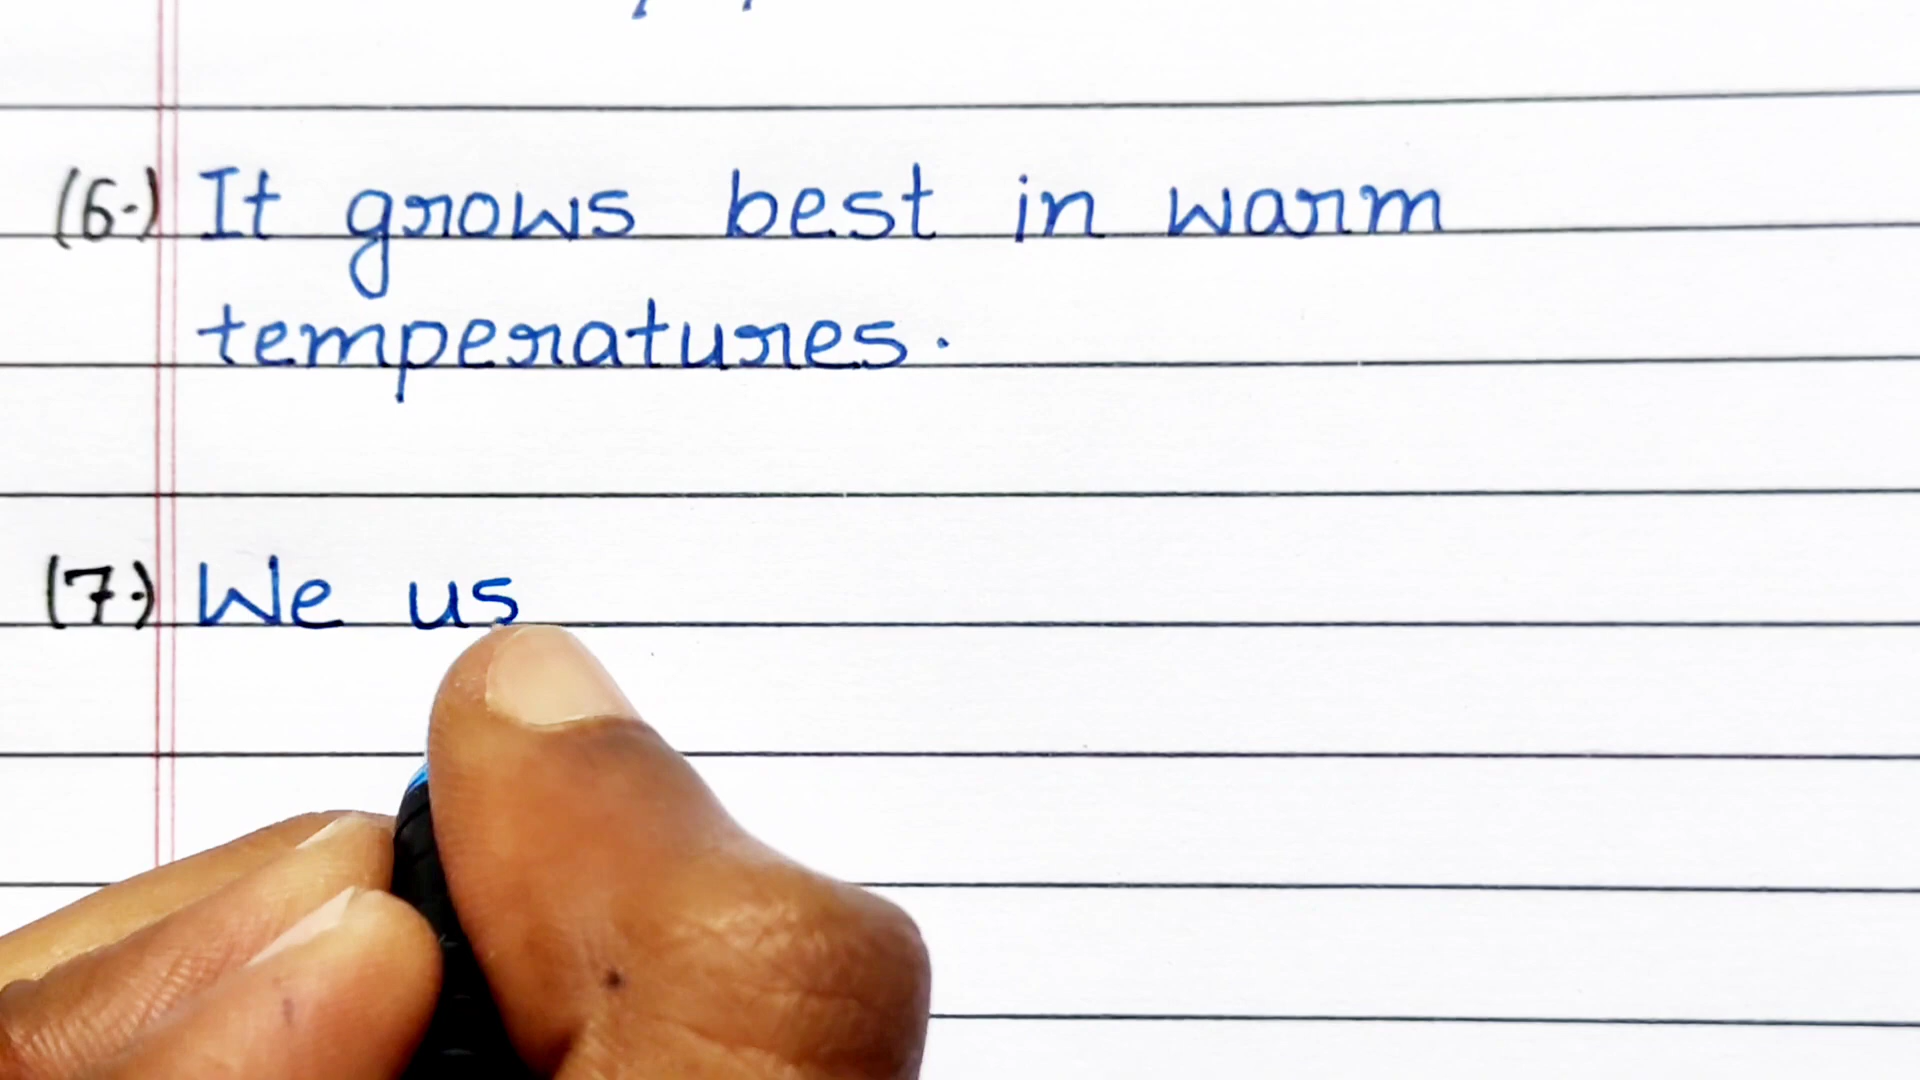 (6.) It grows best in warm
temperatures.
(7.) We us